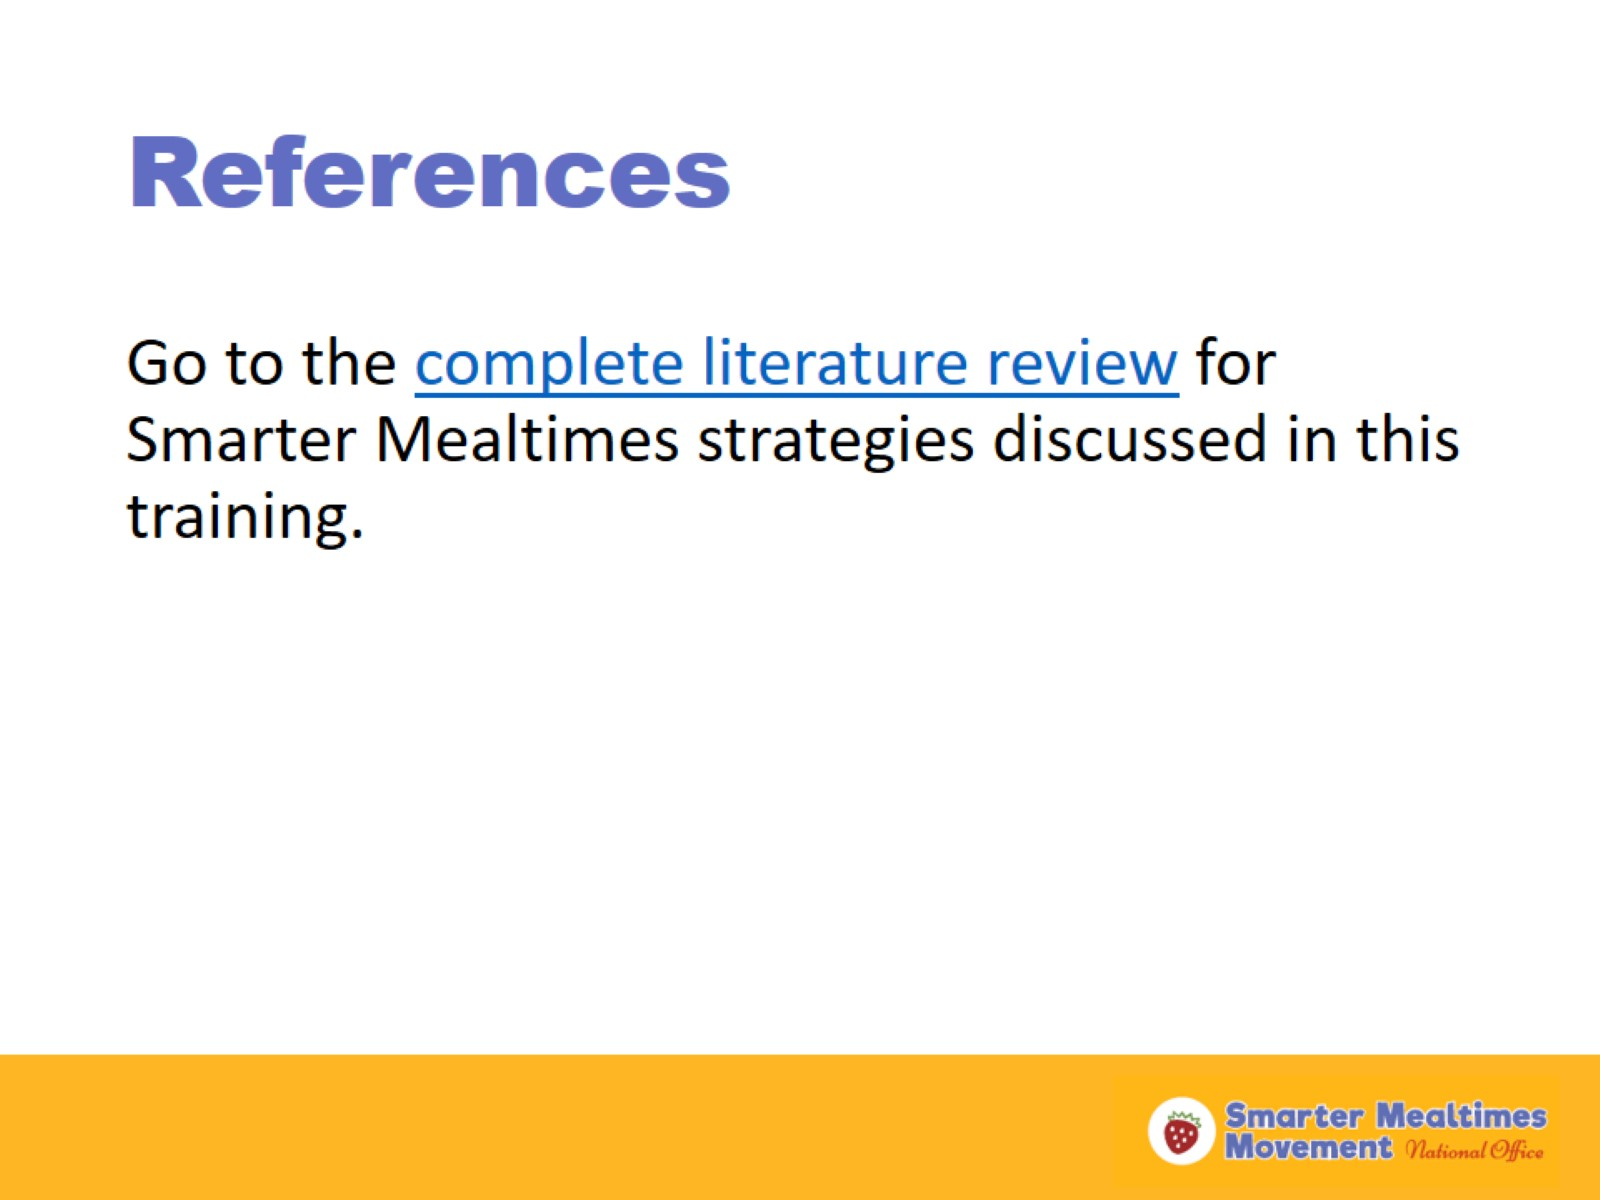 References
Go to the complete literature review for
Smarter Mealtimes strategies discussed in this
training.
Smarter Mealtimes
Movement National Office